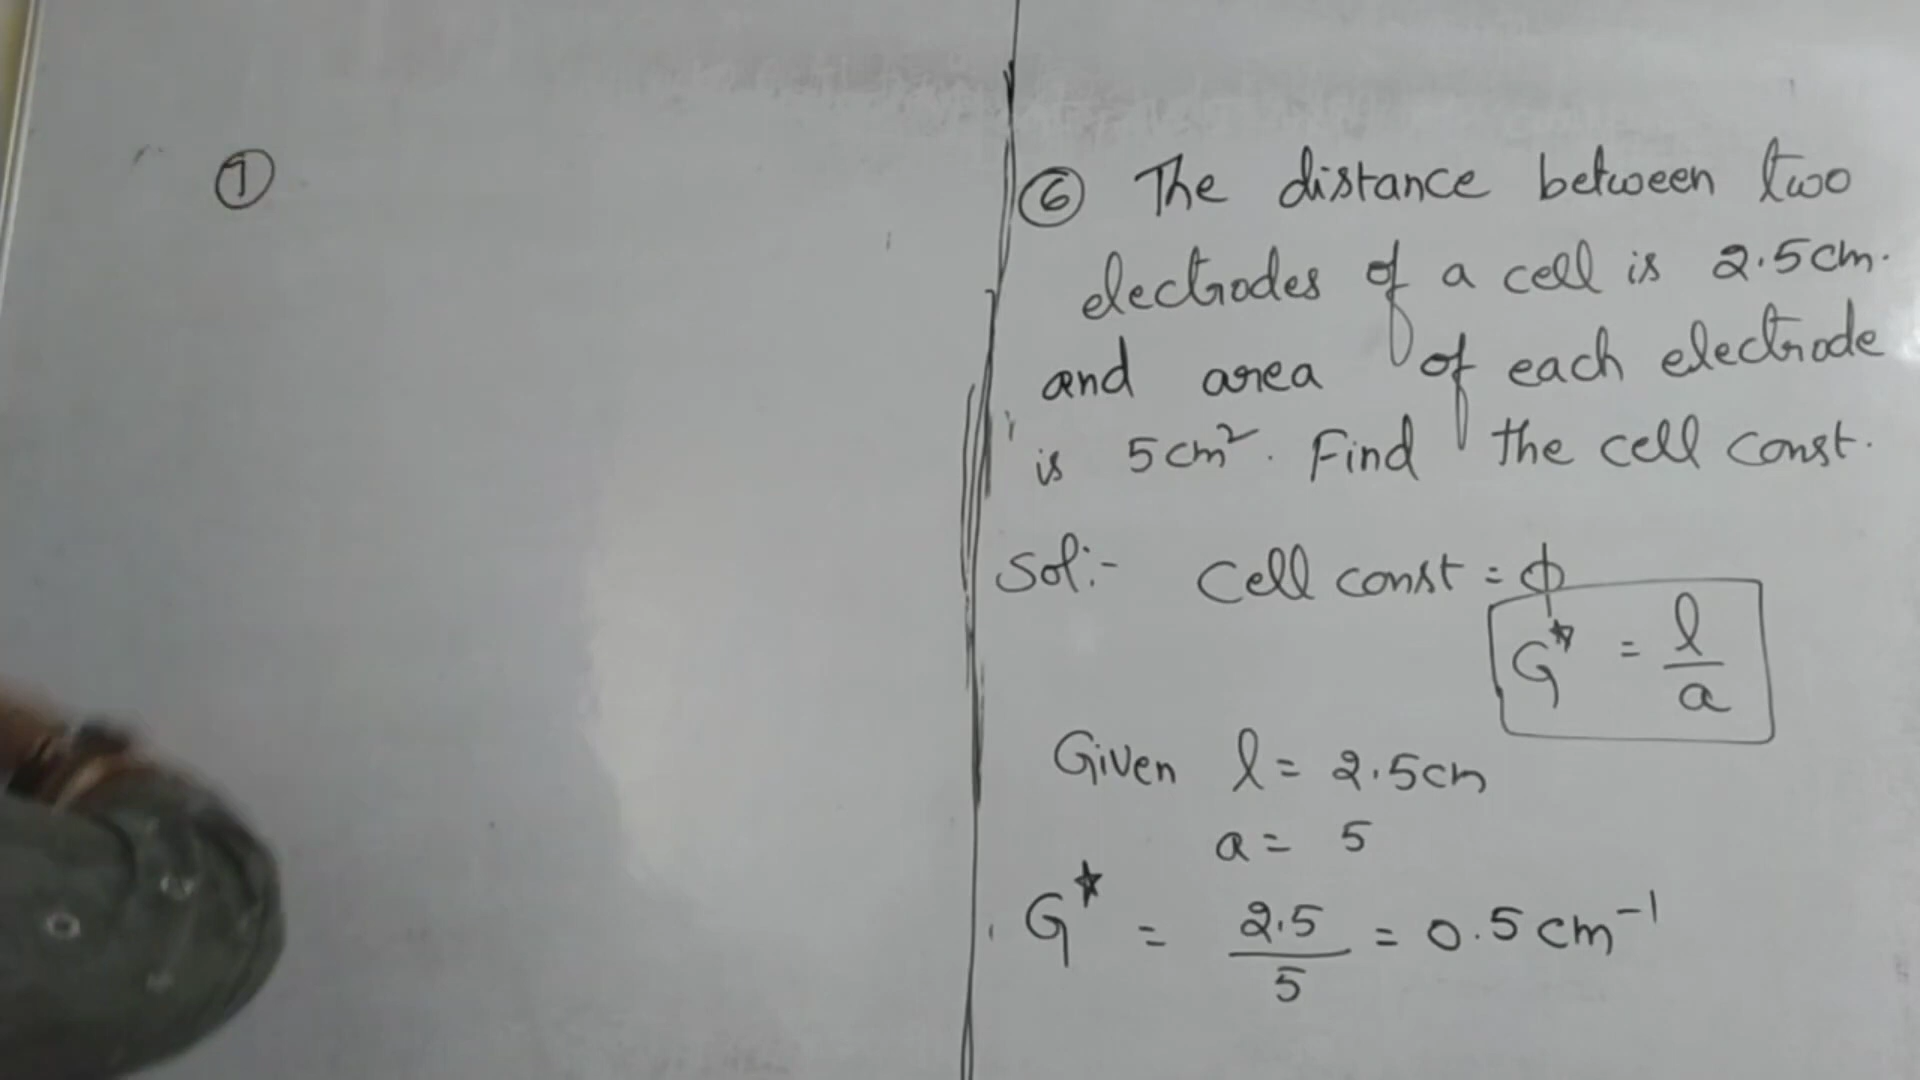 ⑦
⑥ The distance between two
electrodes of a cell is 2.5cm.
and area of each electrode
is 5cm². Find the cell const.
Sol:- Cell const = ϕ
G* = l/a
Given l = 2.5cm
a = 5
G* = 2.5/5 = 0.5 cm⁻¹